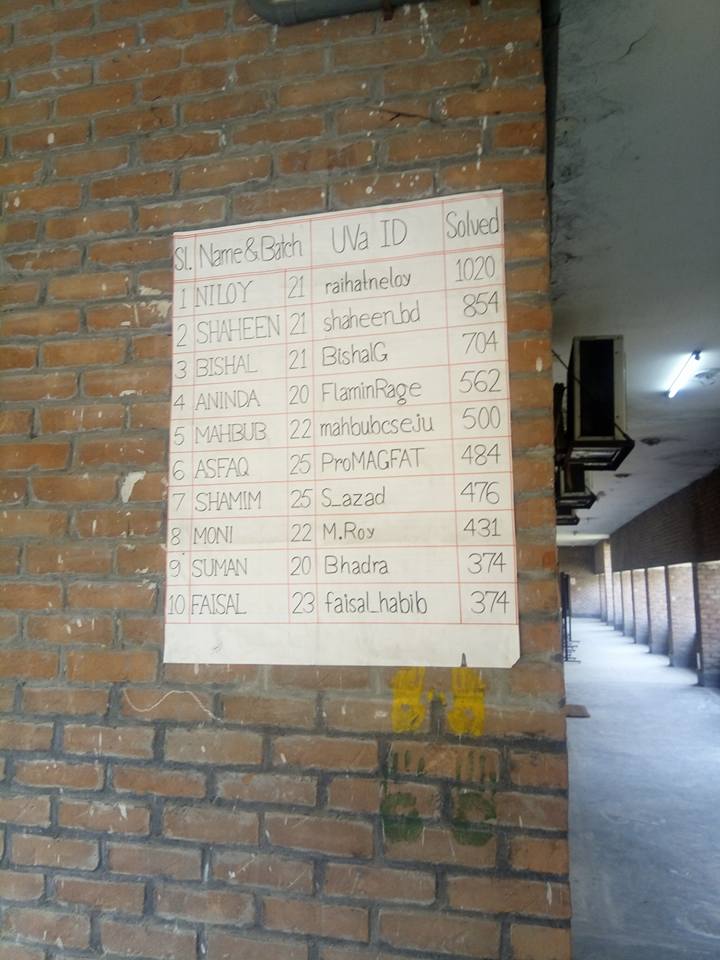 Sl. Name & Batch UVa ID Solved
1 NILOY 21 raihatneloy 1020
2 SHAHEEN 21 shaheen_bd 854
3 BISHAL 21 BishalG 704
4 ANINDA 20 FlaminRage 562
5 MAHBUB 22 mahbubcseju 500
6 ASFAQ 25 ProMAGFAT 484
7 SHAMIM 25 S_azad 476
8 MONI 22 M.Roy 431
9 SUMAN 20 Bhadra 374
10 FAISAL 23 faisal_habib 374